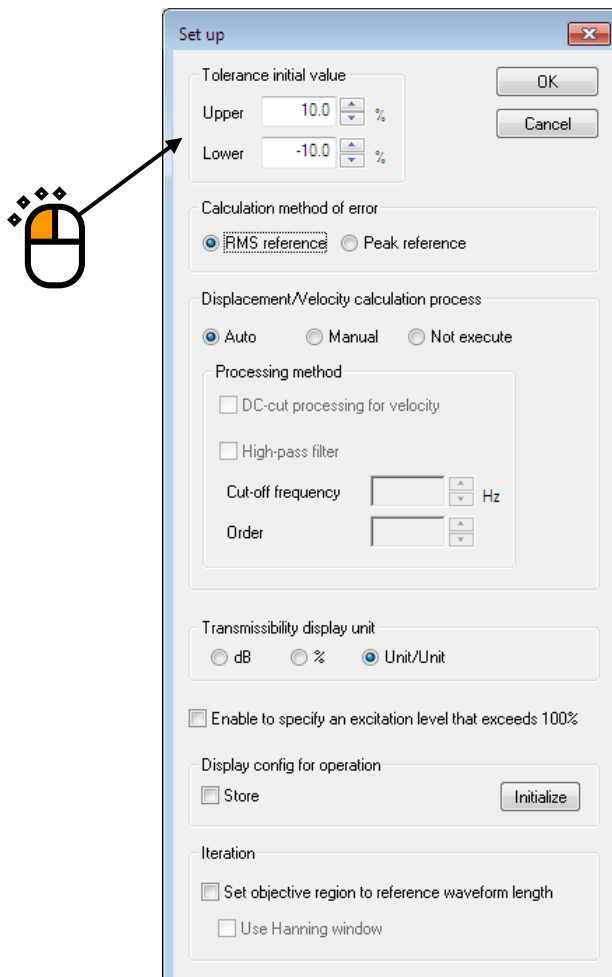 Set up
Tolerance initial value
OK
Upper 10.0 %
Cancel
Lower -10.0 %
Calculation method of error
RMS reference Peak reference
Displacement/Velocity calculation process
Auto Manual Not execute
Processing method
DC-cut processing for velocity
High-pass filter
Cut-off frequency Hz
Order
Transmissibility display unit
dB % Unit/Unit
Enable to specify an excitation level that exceeds 100%
Display config for operation
Store Initialize
Iteration
Set objective region to reference waveform length
Use Hanning window